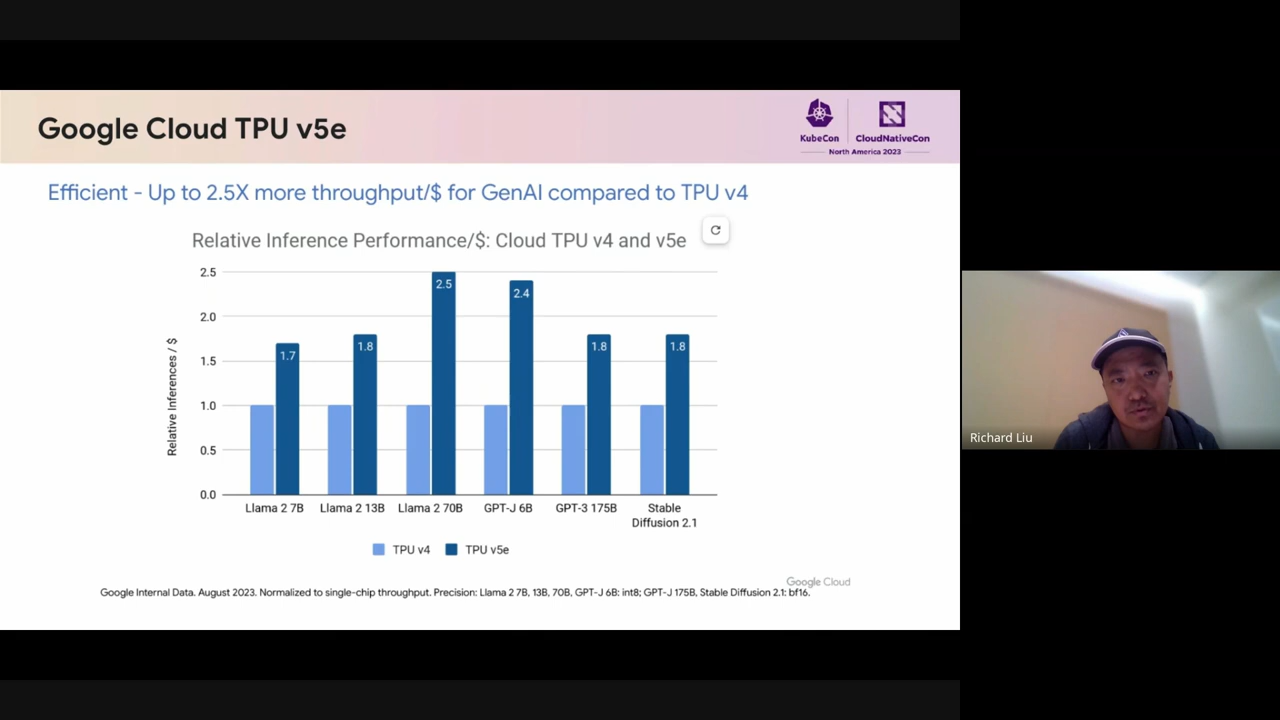 Google Cloud TPU v5e
KubeCon
CloudNativeCon
North America 2023
Efficient - Up to 2.5X more throughput/$ for GenAI compared to TPU v4
Relative Inference Performance/$: Cloud TPU v4 and v5e
Relative Inferences / $
2.5
2.0
1.5
1.0
0.5
0.0
1.7
1.8
2.5
2.4
1.8
1.8
Llama 2 7B
Llama 2 13B
Llama 2 70B
GPT-J 6B
GPT-3 175B
Stable
Diffusion 2.1
TPU v4
TPU v5e
Google Cloud
Google Internal Data. August 2023. Normalized to single-chip throughput. Precision: Llama 2 7B, 13B, 70B, GPT-J 6B: int8; GPT-J 175B, Stable Diffusion 2.1: bf16.
Richard Liu